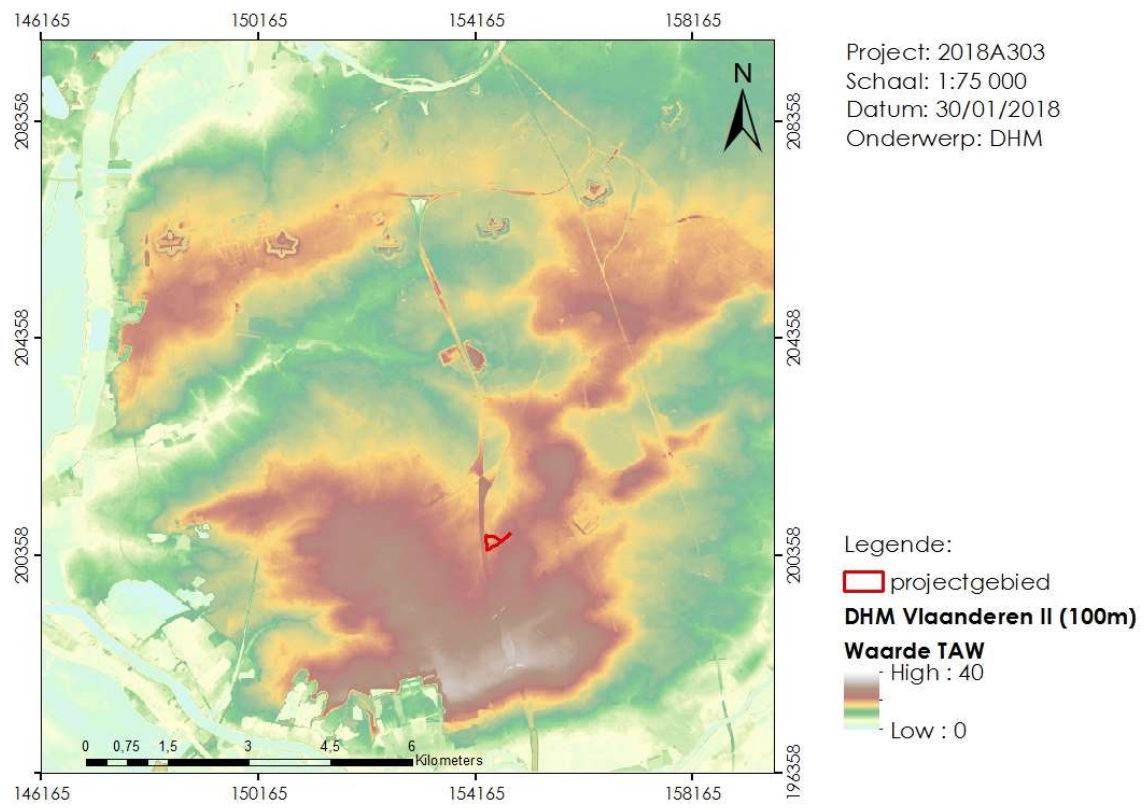 146165 150165 154165 158165
Project: 2018A303
Schaal: 1:75 000
Datum: 30/01/2018
Onderwerp: DHM
N
208358 208358
204358 204358
200358 200358
Legende:
projectgebied
DHM Vlaanderen II (100m)
Waarde TAW
High : 40
Low : 0
0 0,75 1,5 3 4,5 6
Kilometers
196358
146165 150165 154165 158165